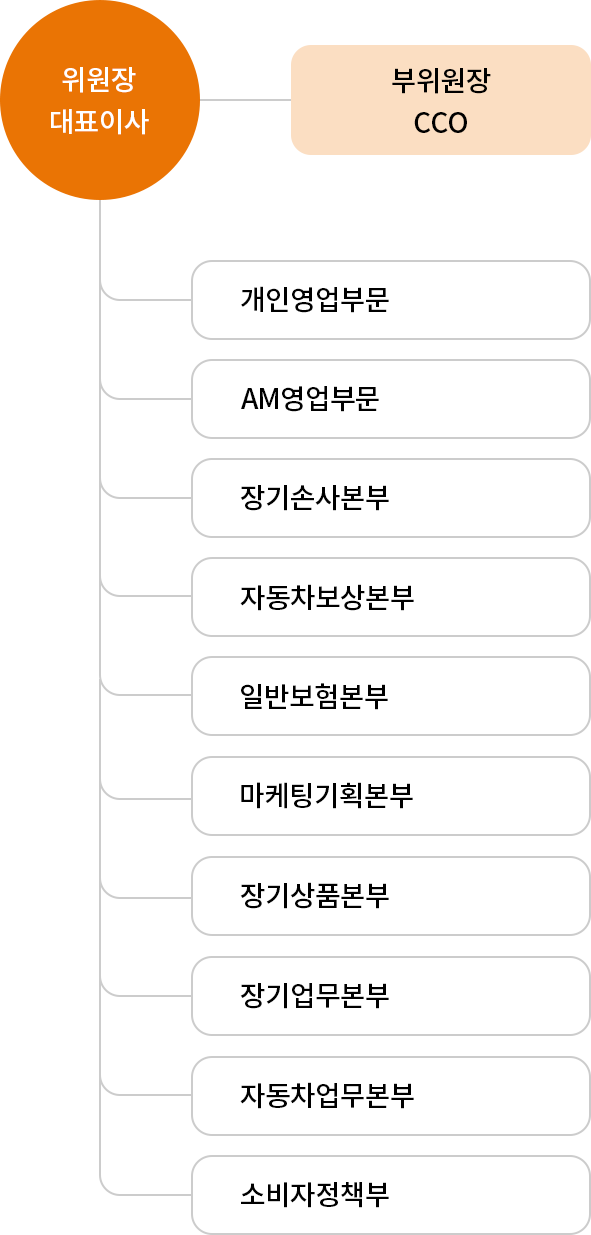 위원장
대표이사
부위원장
CCO
개인영업부문
AM영업부문
장기손사본부
자동차보상본부
일반보험본부
마케팅기획본부
장기상품본부
장기업무본부
자동차업무본부
소비자정책부